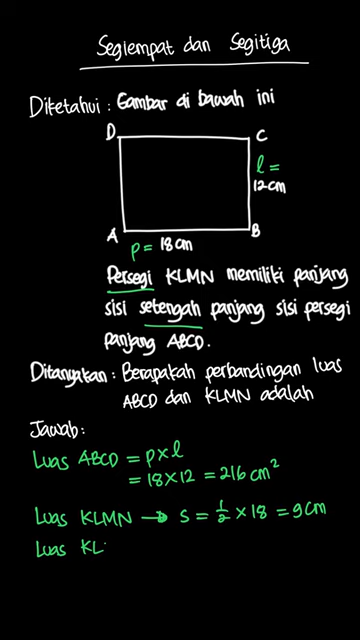 Segiempat dan Segitiga
Diketahui : Gambar di bawah ini
D
C
l =
12 cm
A
B
p = 18 cm
Persegi KLMN memiliki panjang
sisi setengah panjang sisi persegi
panjang ABCD.
Ditanyakan : Berapakah perbandingan luas
ABCD dan KLMN adalah
Jawab :
Luas ABCD = p x l
= 18 x 12 = 216 cm²
Luas KLMN → s = 1/2 x 18 = 9 cm
Luas KL